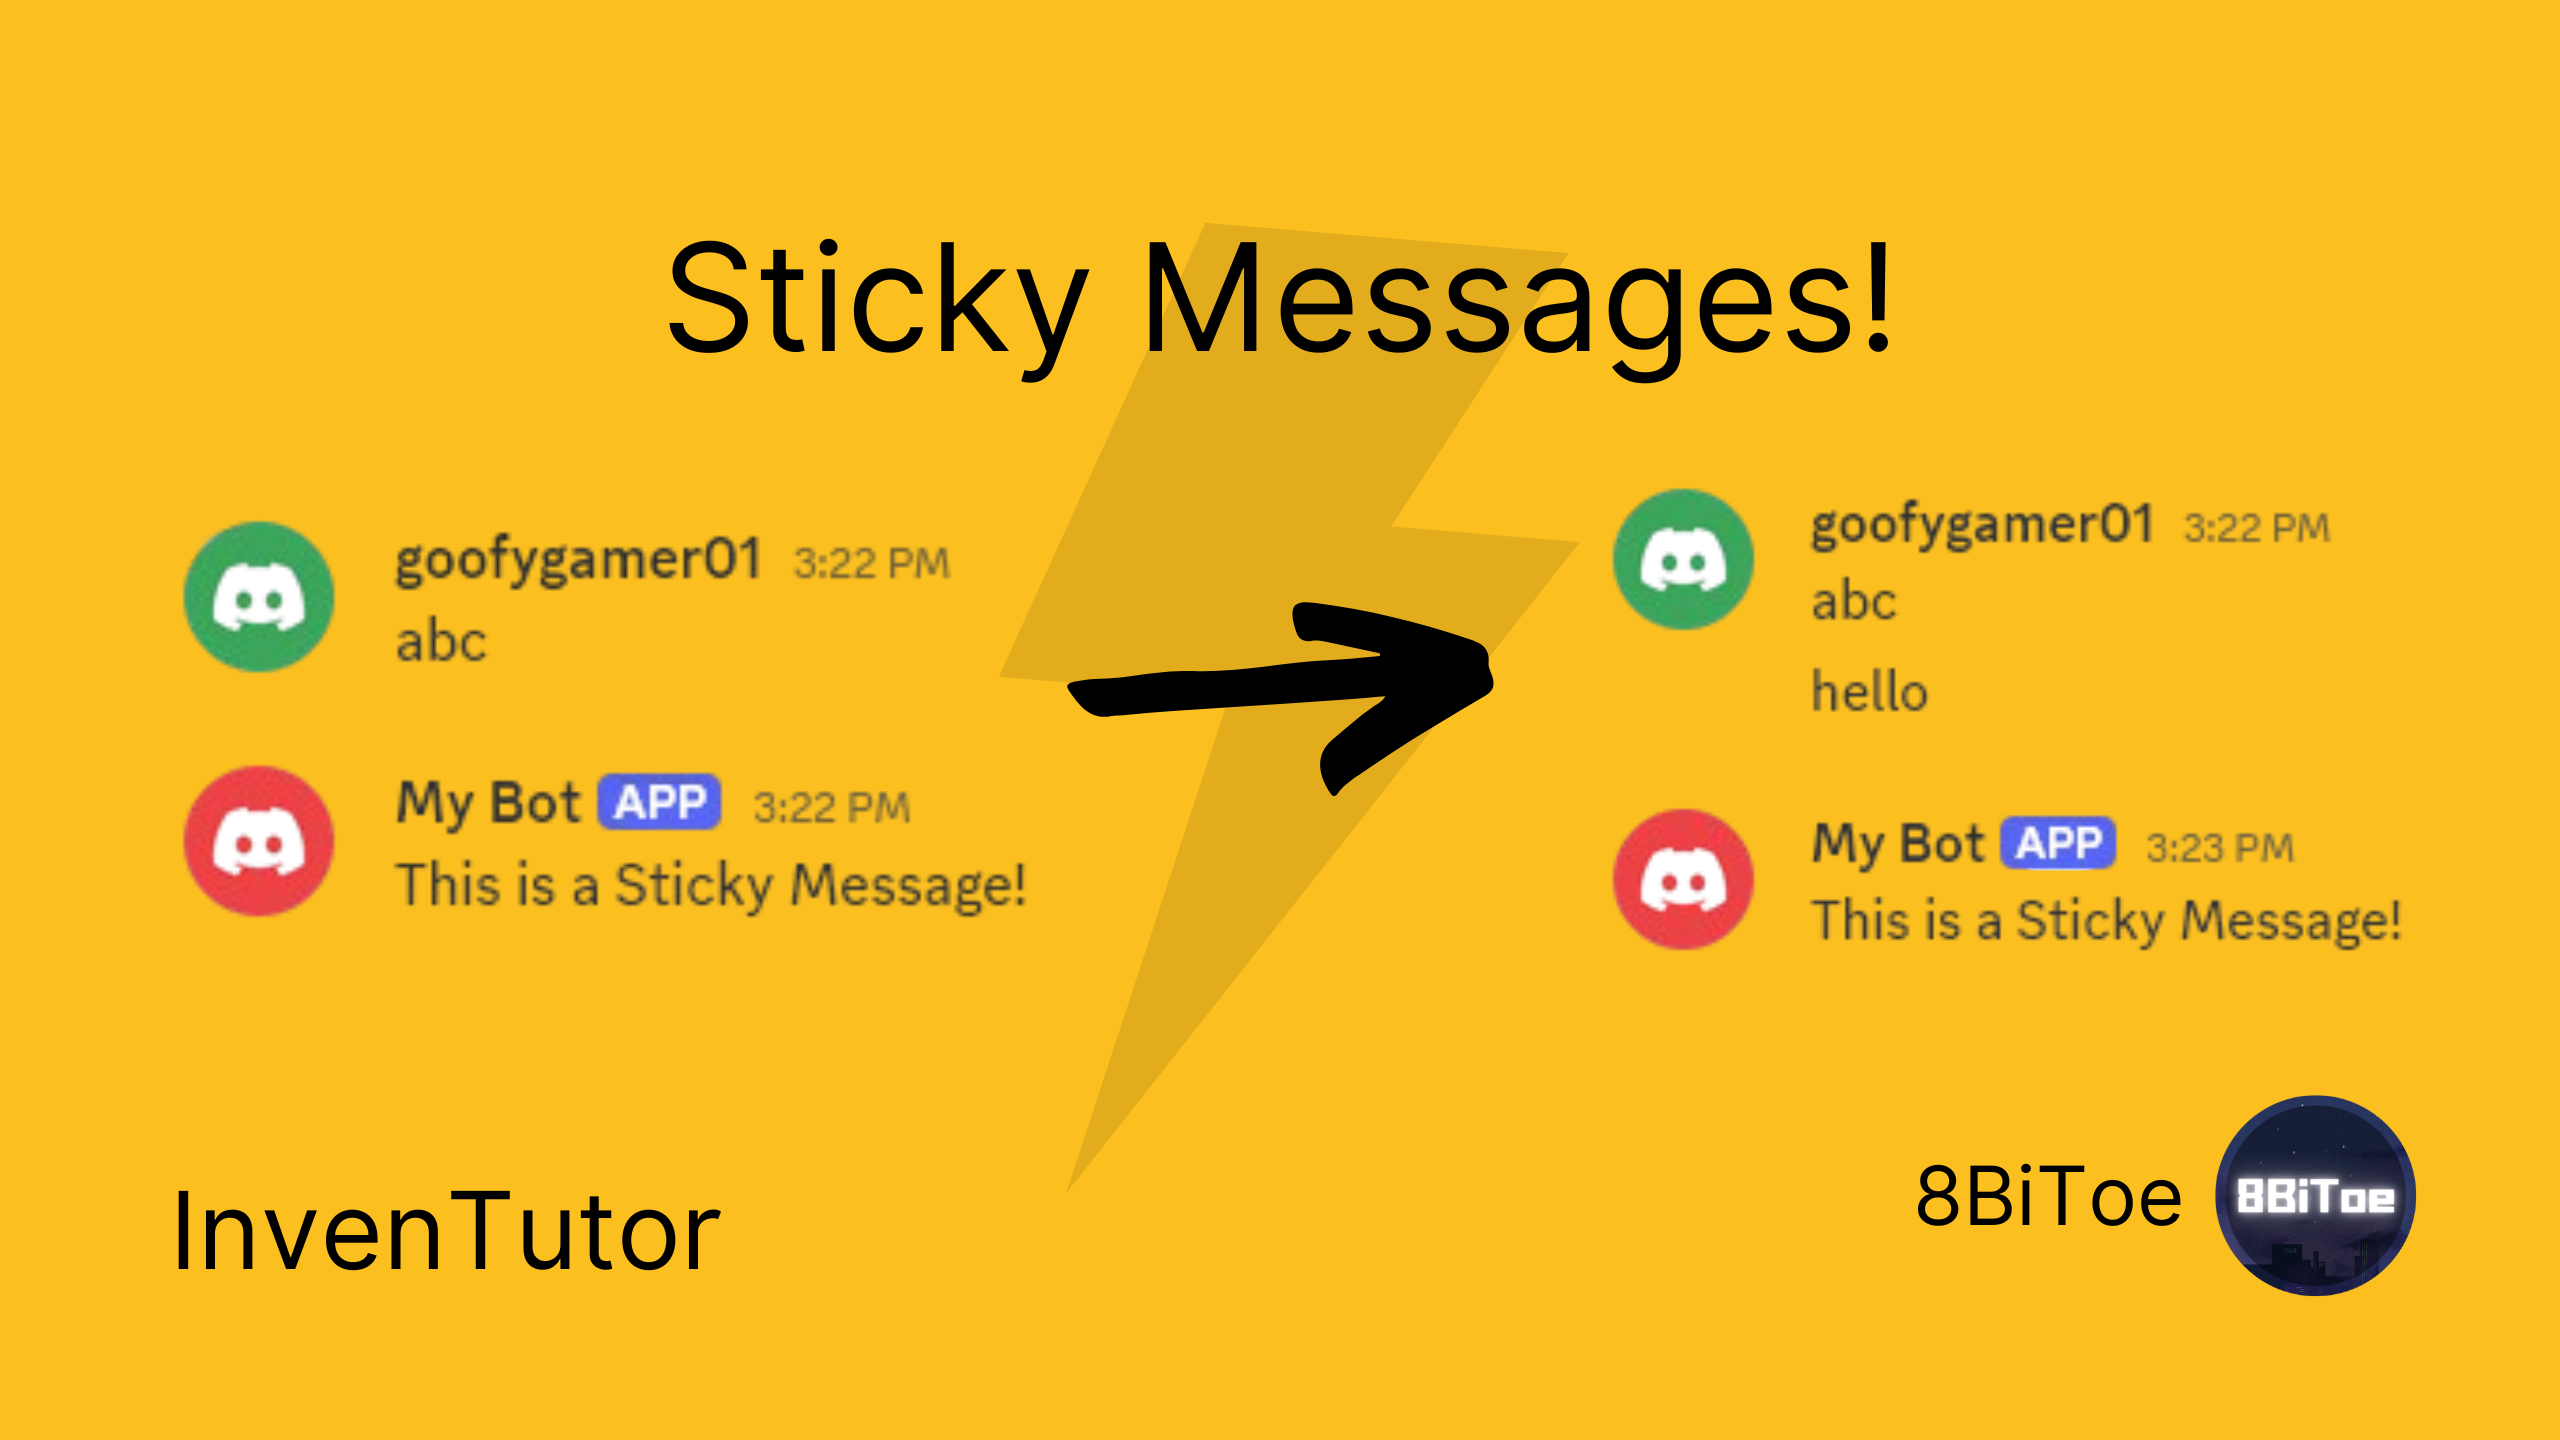 Sticky Messages!
goofygamer01 3:22 PM
abc
My Bot APP 3:22 PM
This is a Sticky Message!
goofygamer01 3:22 PM
abc
hello
My Bot APP 3:23 PM
This is a Sticky Message!
InvenTutor
8BiToe
8BiToe